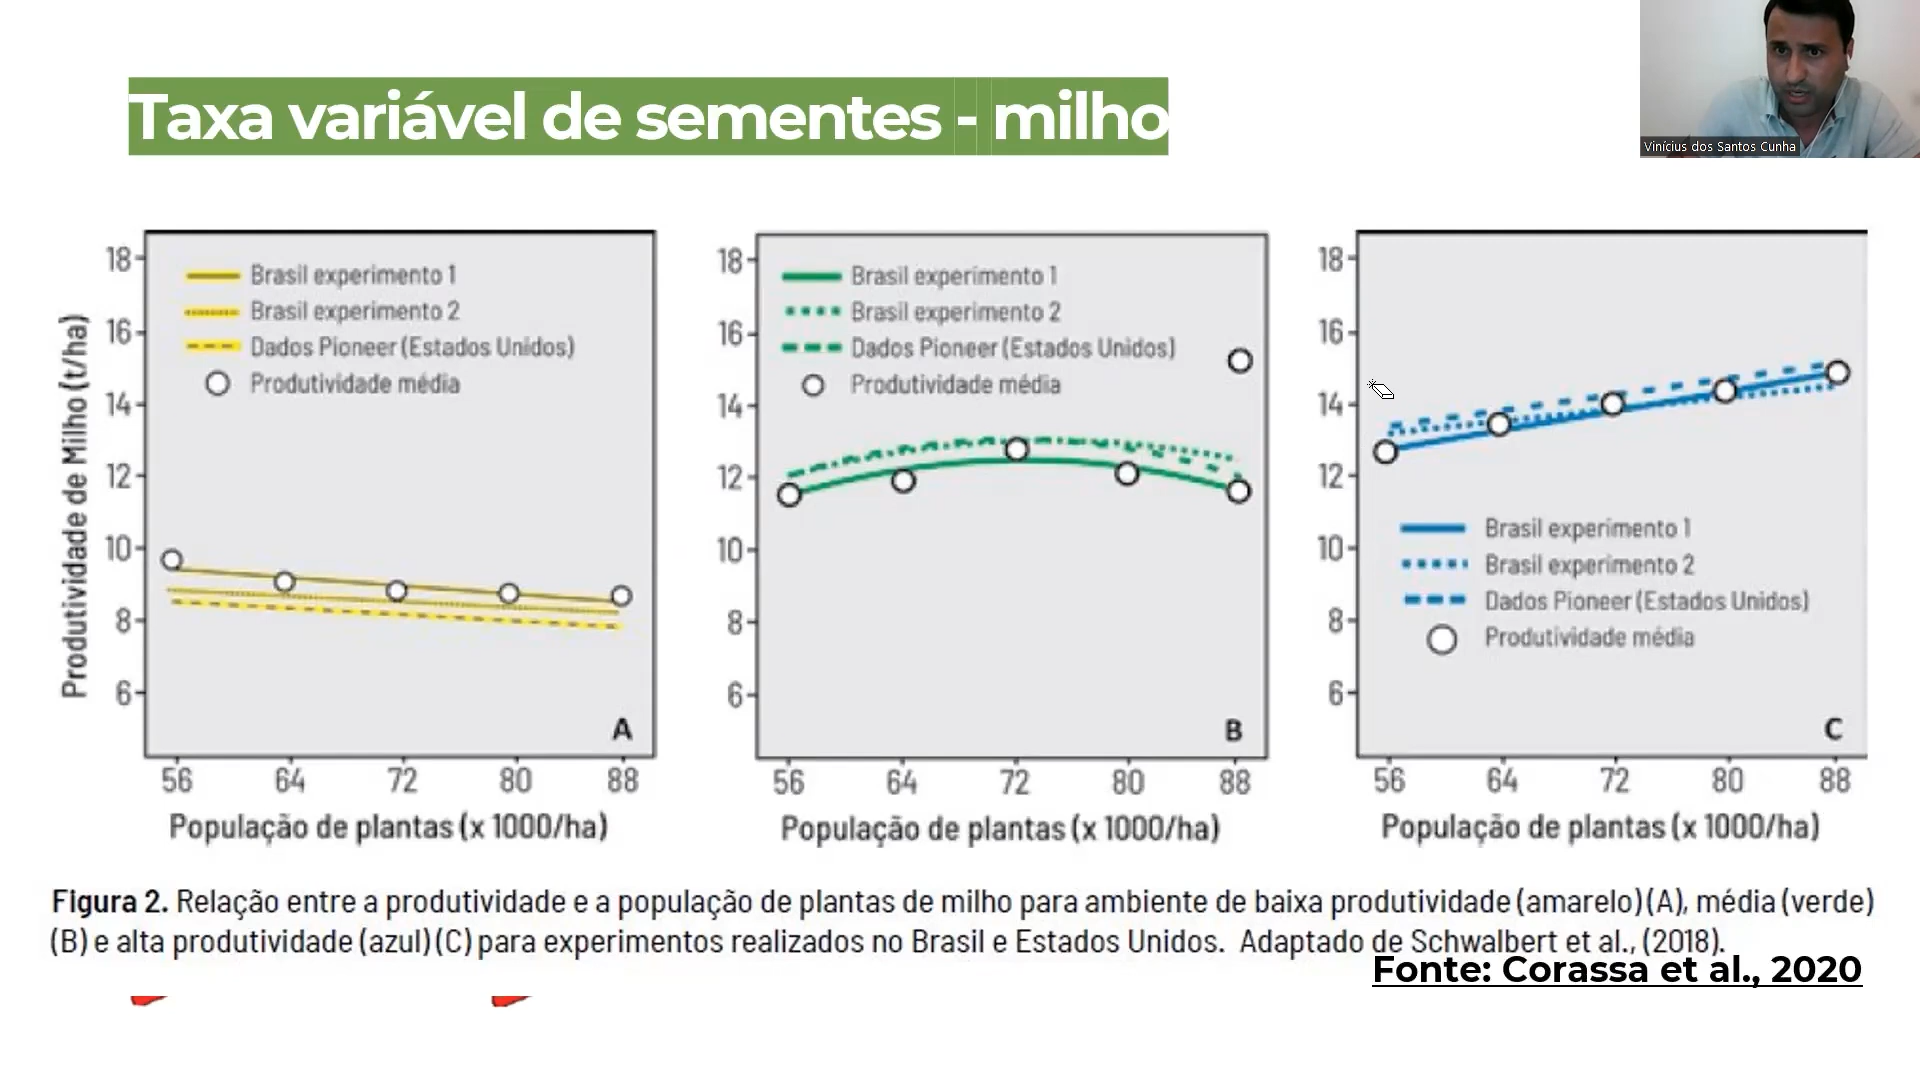 Taxa variável de sementes - milho
Vinícius dos Santos Cunha
Produtividade de Milho (t/ha)
18
16
14
12
10
8
6
Brasil experimento 1
Brasil experimento 2
Dados Pioneer (Estados Unidos)
Produtividade média
A
56 64 72 80 88
População de plantas (x 1000/ha)
18
16
14
12
10
8
6
Brasil experimento 1
Brasil experimento 2
Dados Pioneer (Estados Unidos)
Produtividade média
B
56 64 72 80 88
População de plantas (x 1000/ha)
18
16
14
12
10
8
6
Brasil experimento 1
Brasil experimento 2
Dados Pioneer (Estados Unidos)
Produtividade média
C
56 64 72 80 88
População de plantas (x 1000/ha)
Figura 2. Relação entre a produtividade e a população de plantas de milho para ambiente de baixa produtividade (amarelo) (A), média (verde)
(B) e alta produtividade (azul) (C) para experimentos realizados no Brasil e Estados Unidos. Adaptado de Schwalbert et al., (2018).
Fonte: Corassa et al., 2020